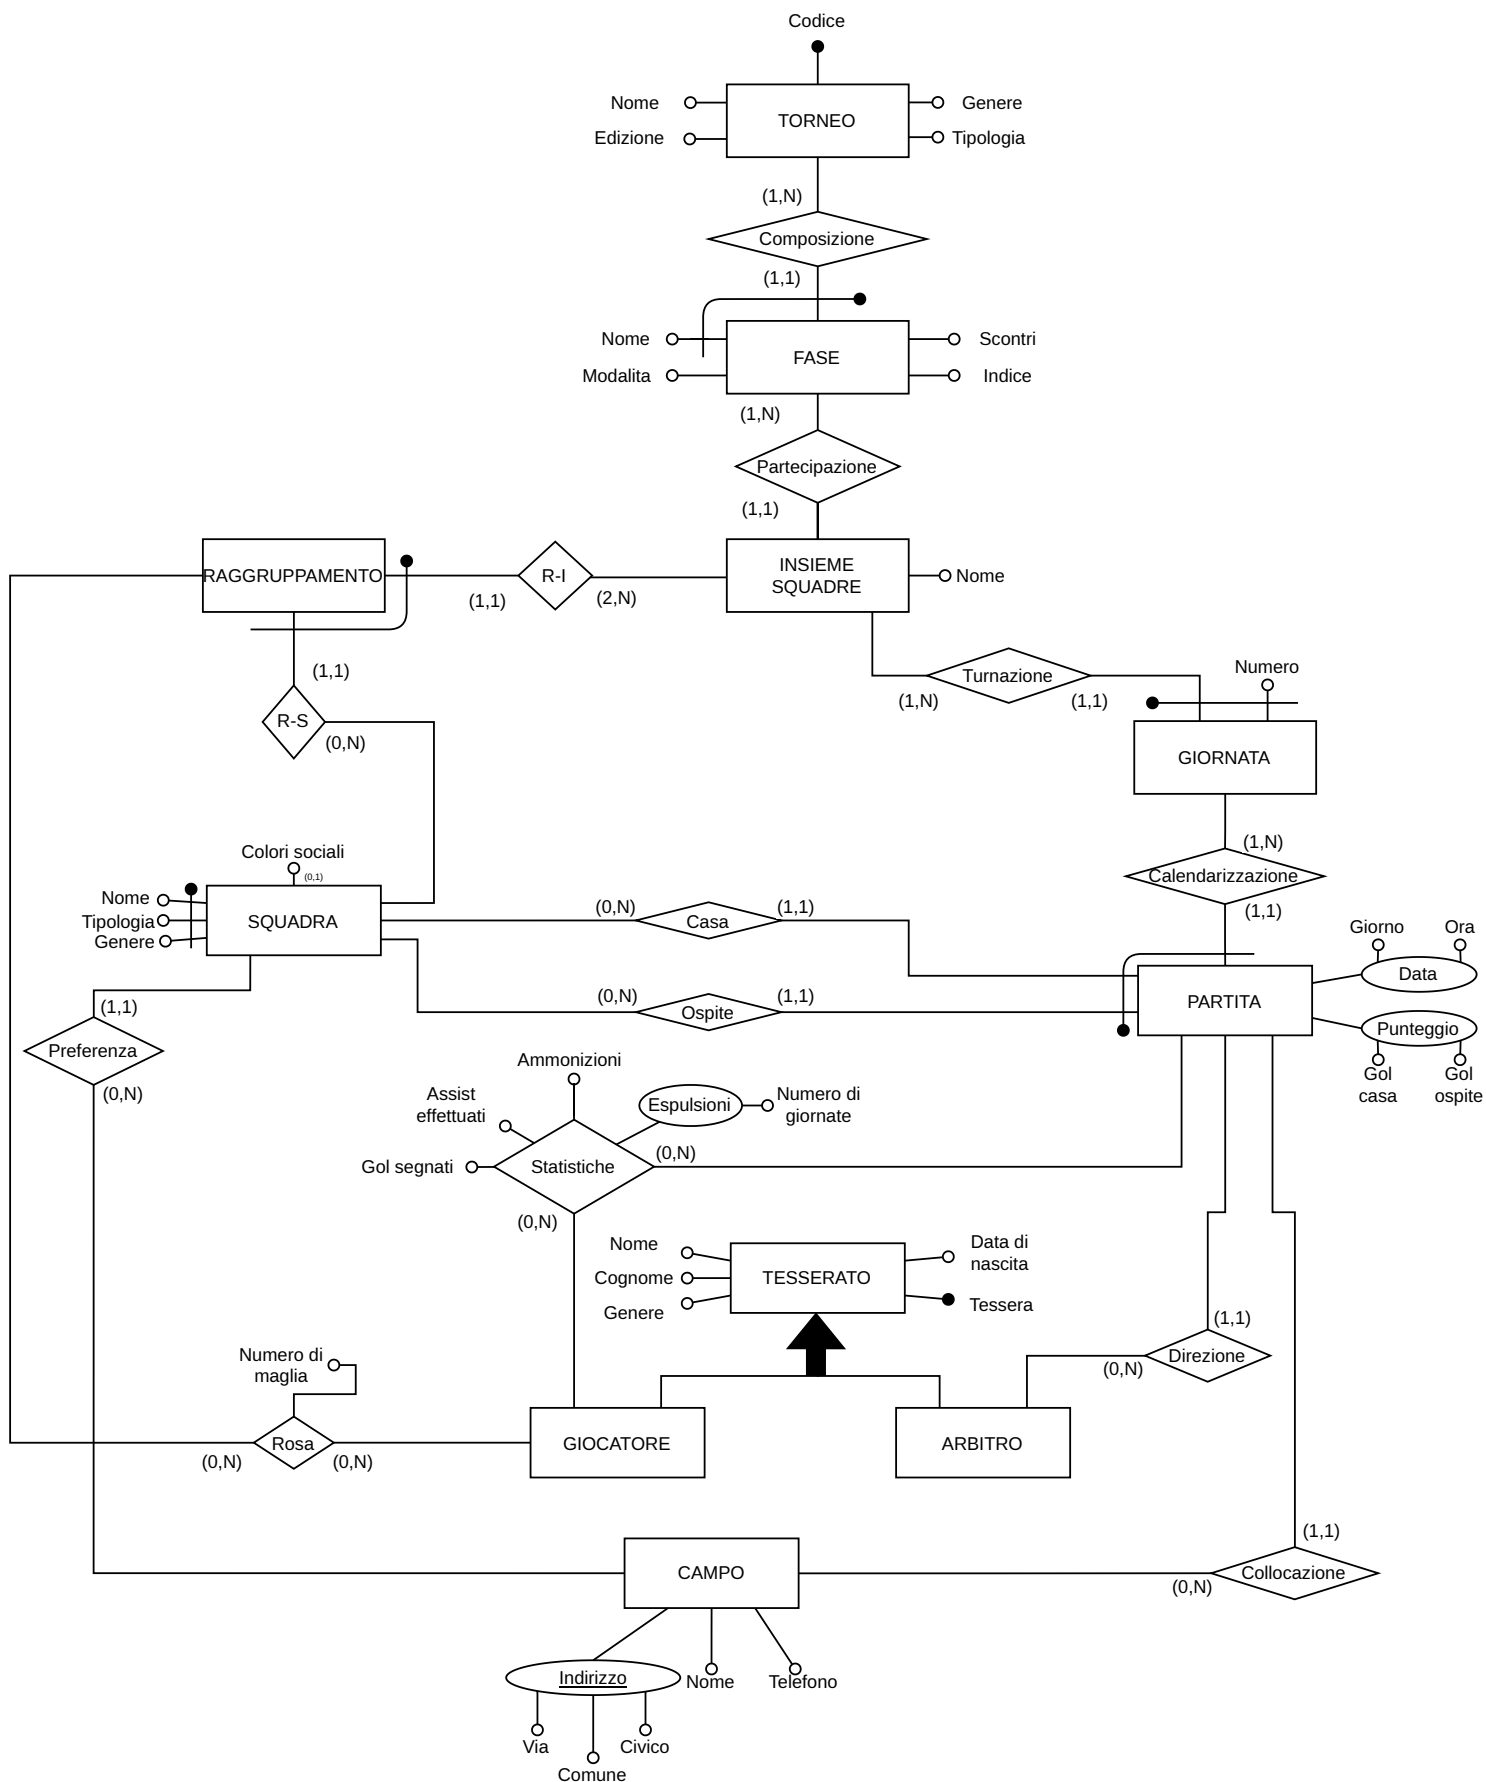 Codice
Nome
Genere
TORNEO
Edizione
Tipologia
(1,N)
Composizione
(1,1)
Nome
Scontri
FASE
Modalita
Indice
(1,N)
Partecipazione
(1,1)
RAGGRUPPAMENTO
R-I
INSIEME
SQUADRE
Nome
(1,1)
(2,N)
(1,1)
Turnazione
Numero
(1,N)
(1,1)
R-S
(0,N)
GIORNATA
(1,N)
Calendarizzazione
(1,1)
Colori sociali
(0,1)
Nome
Tipologia
Genere
SQUADRA
(0,N)
Casa
(1,1)
Giorno
Ora
Data
PARTITA
Punteggio
Gol
casa
Gol
ospite
(0,N)
Ospite
(1,1)
(1,1)
Preferenza
(0,N)
Ammonizioni
Assist
effettuati
Espulsioni
Numero di
giornate
Gol segnati
Statistiche
(0,N)
(0,N)
Nome
Cognome
Genere
TESSERATO
Data di
nascita
Tessera
(1,1)
Direzione
(0,N)
Numero di
maglia
Rosa
(0,N)
(0,N)
GIOCATORE
ARBITRO
(1,1)
CAMPO
Collocazione
(0,N)
Indirizzo
Nome
Telefono
Via
Civico
Comune